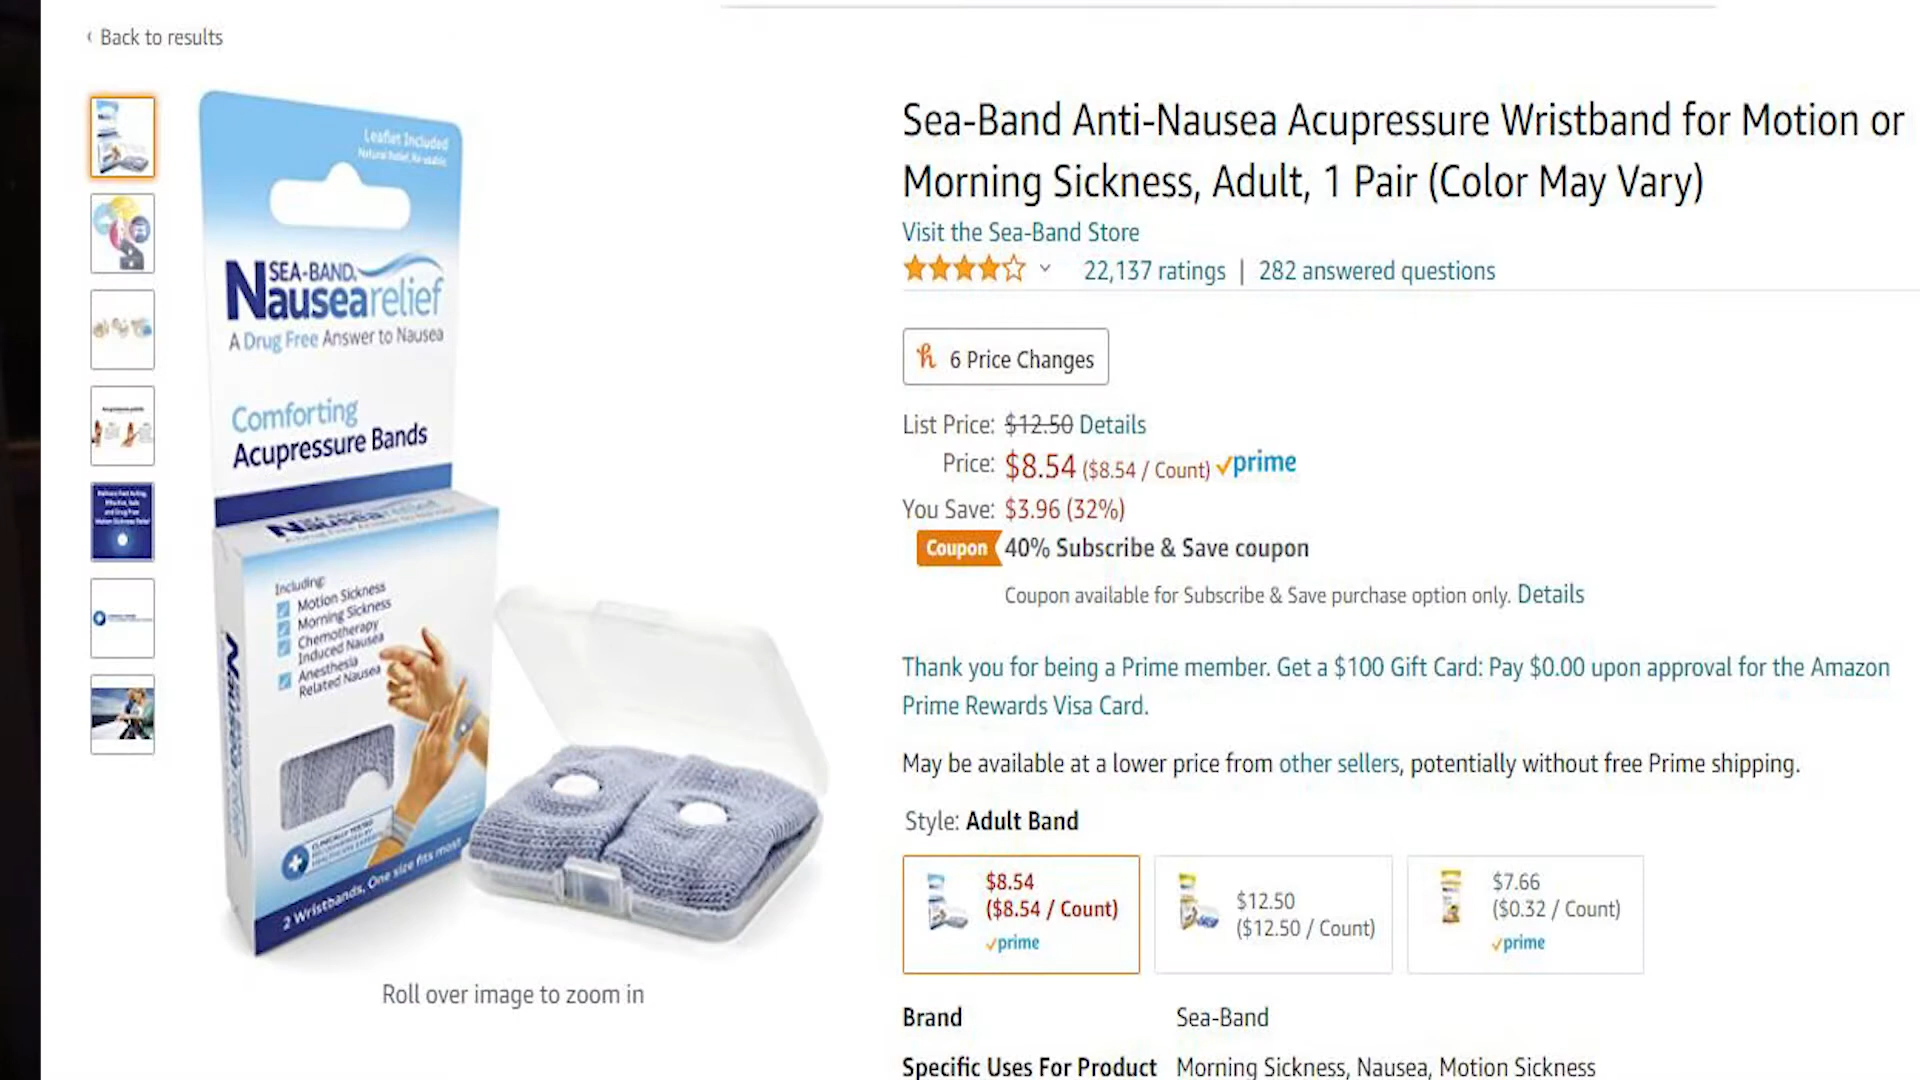 ‹ Back to results
Leaflet Included
Natural Relief, Re-usable
SEA-BAND
Nausearelief
A Drug Free Answer to Nausea
Comforting
Acupressure Bands
Nausearelief
Including:
Motion Sickness
Morning Sickness
Chemotherapy
Induced Nausea
Anesthesia
Related Nausea
CLINICALLY TESTED
2 Wristbands, One size fits most
Roll over image to zoom in
Sea-Band Anti-Nausea Acupressure Wristband for Motion or
Morning Sickness, Adult, 1 Pair (Color May Vary)
Visit the Sea-Band Store
22,137 ratings | 282 answered questions
6 Price Changes
List Price: $12.50 Details
Price: $8.54 ($8.54 / Count) prime
You Save: $3.96 (32%)
Coupon 40% Subscribe & Save coupon
Coupon available for Subscribe & Save purchase option only. Details
Thank you for being a Prime member. Get a $100 Gift Card: Pay $0.00 upon approval for the Amazon
Prime Rewards Visa Card.
May be available at a lower price from other sellers, potentially without free Prime shipping.
Style: Adult Band
$8.54
($8.54 / Count)
prime
$12.50
($12.50 / Count)
$7.66
($0.32 / Count)
prime
Brand Sea-Band
Specific Uses For Product Morning Sickness, Nausea, Motion Sickness